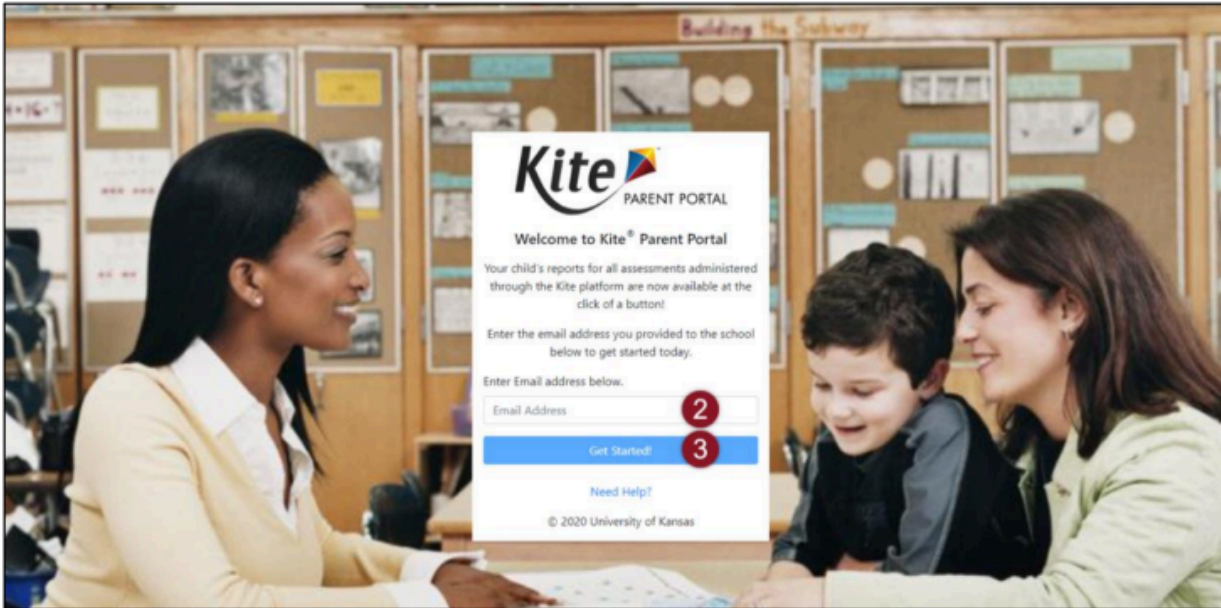 Building the Subway
Kite
PARENT PORTAL
Welcome to Kite® Parent Portal
Your child's reports for all assessments administered
through the Kite platform are now available at the
click of a button!
Enter the email address you provided to the school
below to get started today.
Enter Email address below.
Email Address 2
Get Started! 3
Need Help?
© 2020 University of Kansas